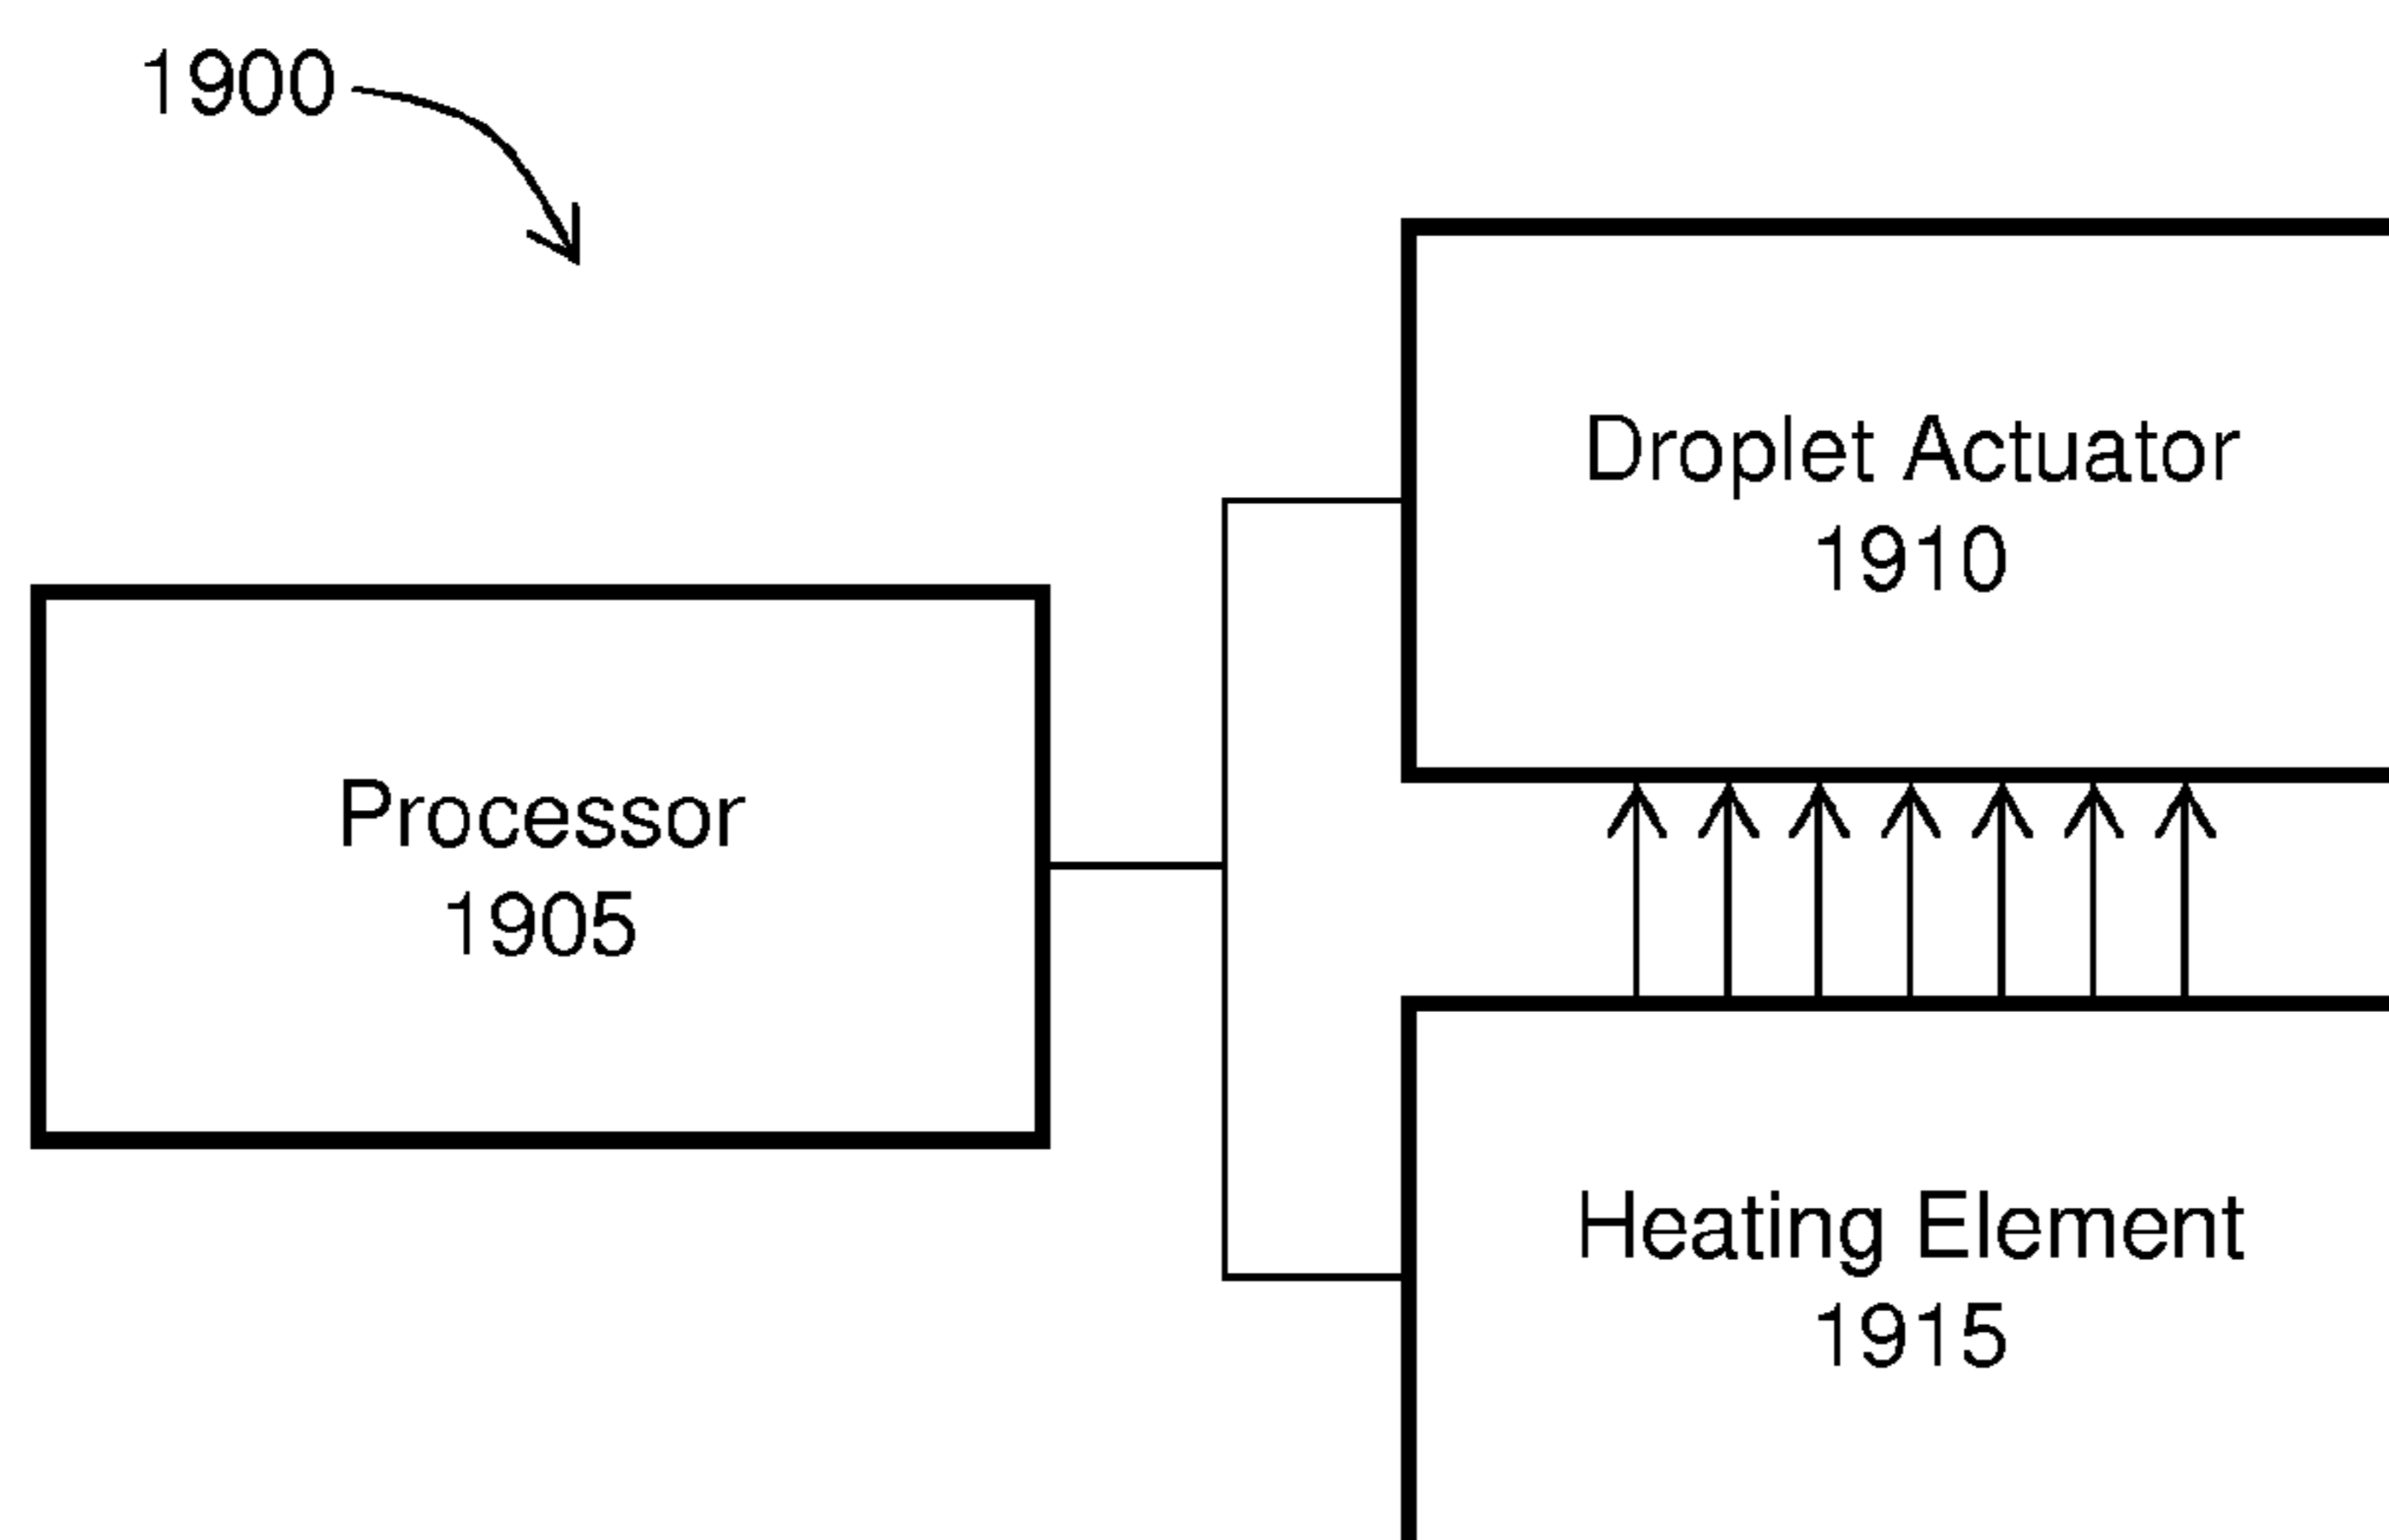 1900
Droplet Actuator
1910
Processor
1905
Heating Element
1915